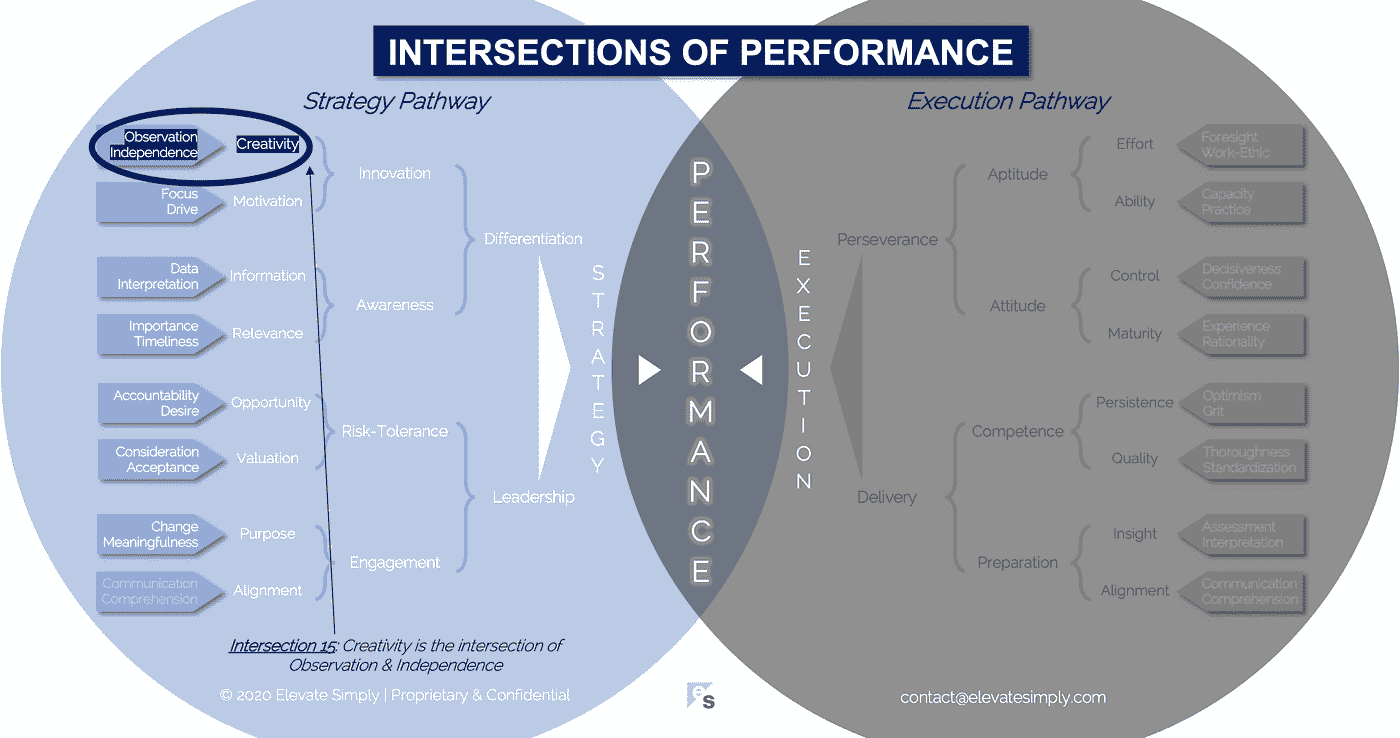 INTERSECTIONS OF PERFORMANCE
Strategy Pathway
Observation
Independence
Creativity
Focus
Drive
Motivation
Innovation
Data
Interpretation
Information
Importance
Timeliness
Relevance
Awareness
Differentiation
Accountability
Desire
Opportunity
Consideration
Acceptance
Valuation
Risk-Tolerance
Change
Meaningfulness
Purpose
Communication
Comprehension
Alignment
Engagement
Leadership
STRATEGY
PERFORMANCE
EXECUTION
Execution Pathway
Perseverance
Aptitude
Effort
Foresight
Work-Ethic
Ability
Capacity
Practice
Attitude
Control
Decisiveness
Confidence
Maturity
Experience
Rationality
Delivery
Competence
Persistence
Optimism
Grit
Quality
Thoroughness
Standardization
Preparation
Insight
Assessment
Interpretation
Alignment
Communication
Comprehension
Intersection 15: Creativity is the intersection of
Observation & Independence
© 2020 Elevate Simply | Proprietary & Confidential
es
contact@elevatesimply.com